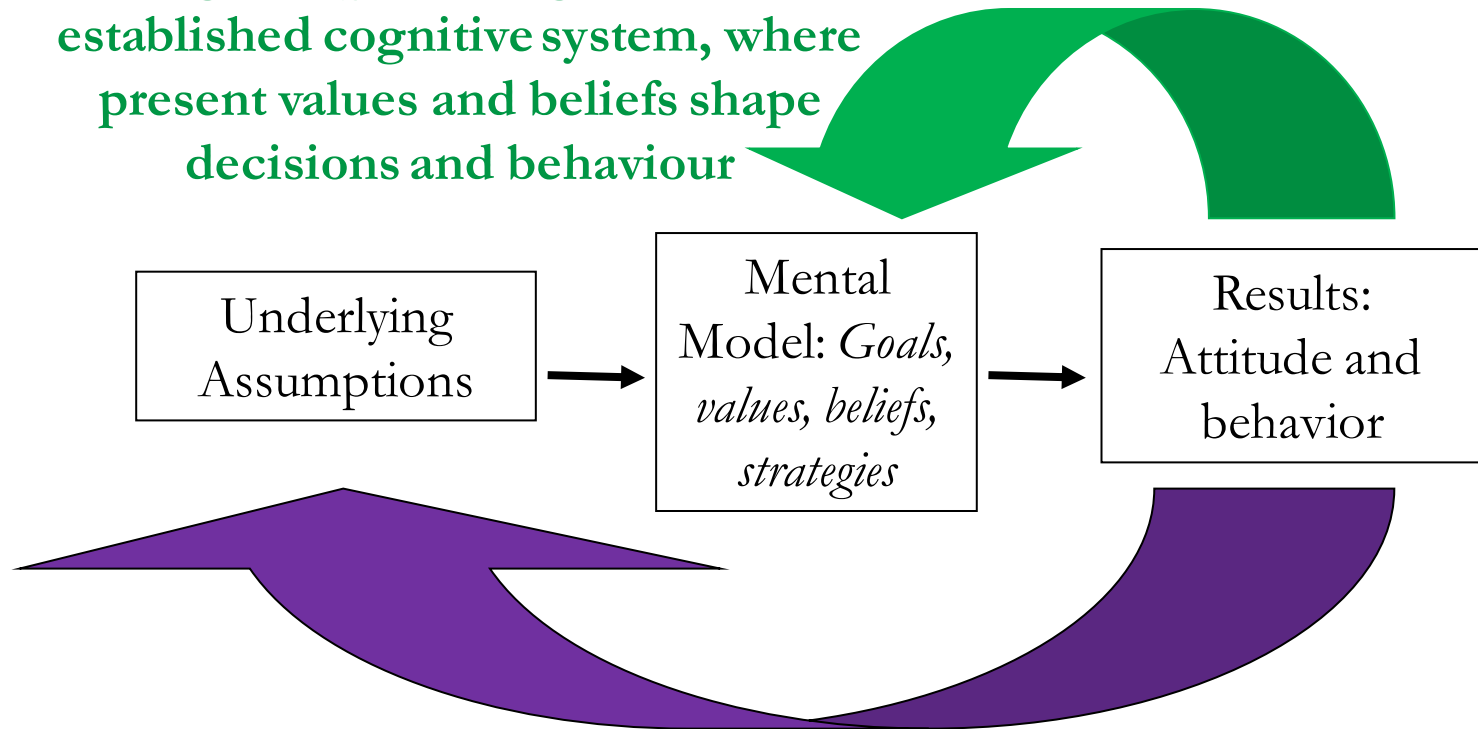 established cognitive system, where
present values and beliefs shape
decisions and behaviour
Underlying
Assumptions
Mental
Model: Goals,
values, beliefs,
strategies
Results:
Attitude and
behavior